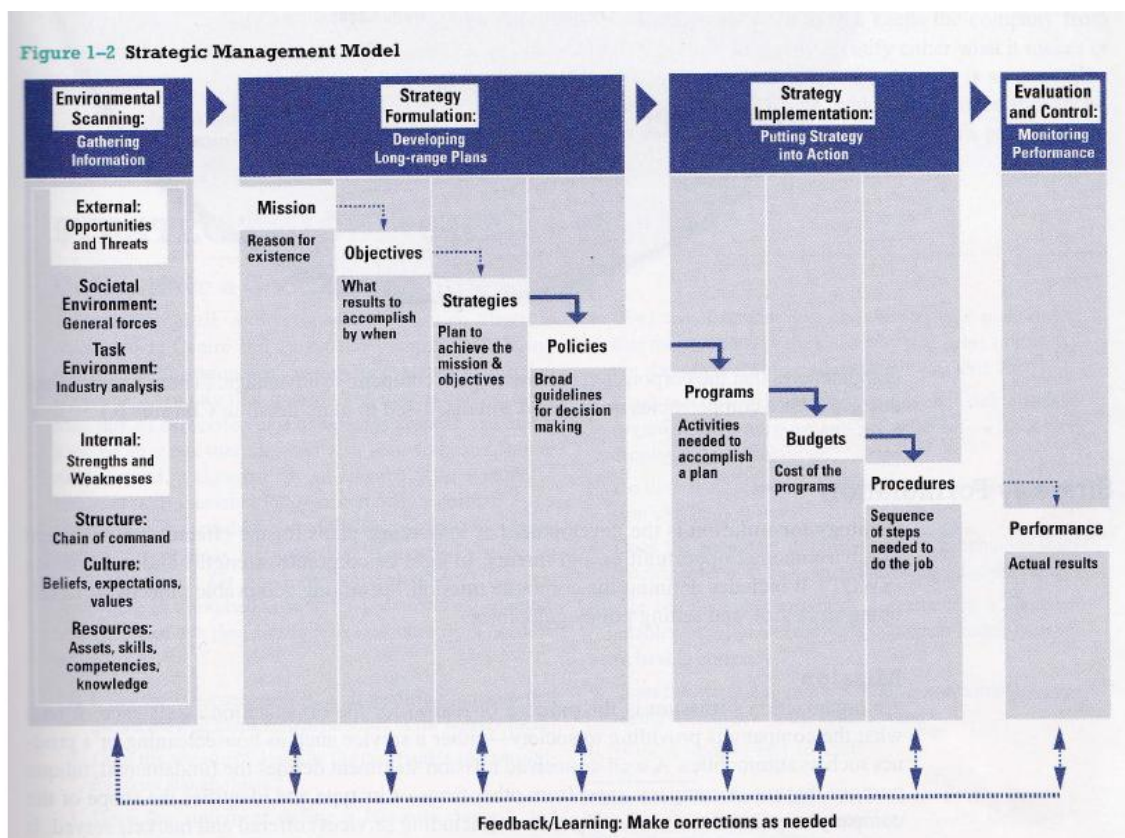 Figure 1–2 Strategic Management Model
Environmental
Scanning:
Gathering
Information
Strategy
Formulation:
Developing
Long-range Plans
Strategy
Implementation:
Putting Strategy
into Action
Evaluation
and Control:
Monitoring
Performance
External:
Opportunities
and Threats
Societal
Environment:
General forces
Task
Environment:
Industry analysis
Internal:
Strengths and
Weaknesses
Structure:
Chain of command
Culture:
Beliefs, expectations,
values
Resources:
Assets, skills,
competencies,
knowledge
Mission
Reason for
existence
Objectives
What
results to
accomplish
by when
Strategies
Plan to
achieve the
mission &
objectives
Policies
Broad
guidelines
for decision
making
Programs
Activities
needed to
accomplish
a plan
Budgets
Cost of the
programs
Procedures
Sequence
of steps
needed to
do the job
Performance
Actual results
Feedback/Learning: Make corrections as needed